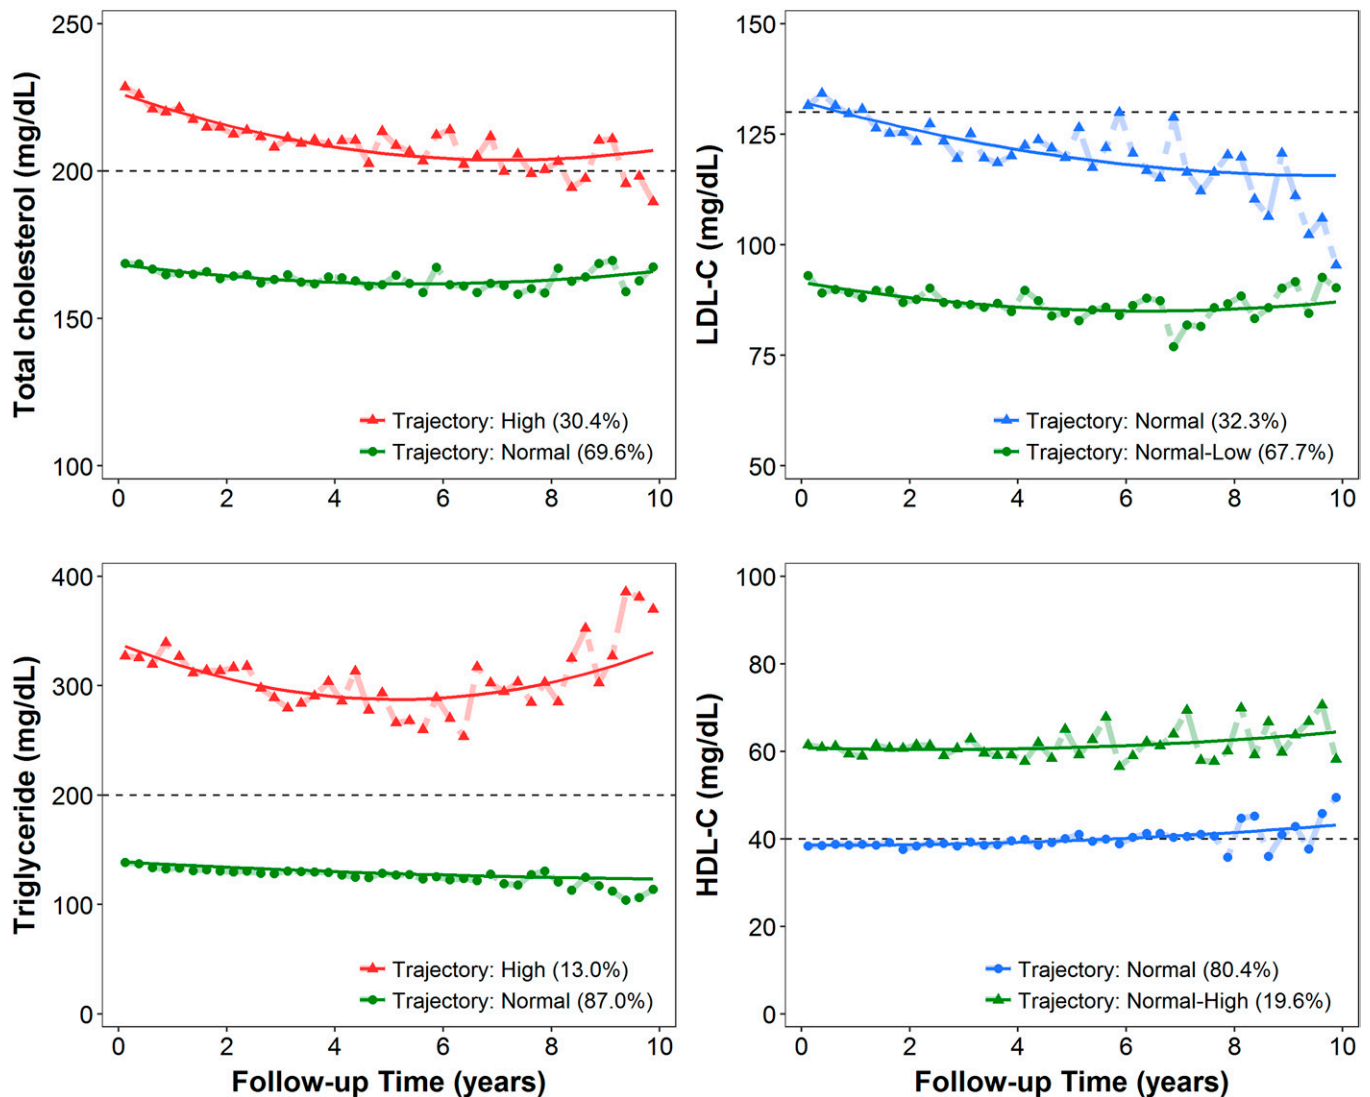 Total cholesterol (mg/dL)
250
200
150
100
Trajectory: High (30.4%)
Trajectory: Normal (69.6%)
0 2 4 6 8 10
LDL-C (mg/dL)
150
125
100
75
50
Trajectory: Normal (32.3%)
Trajectory: Normal-Low (67.7%)
0 2 4 6 8 10
Triglyceride (mg/dL)
400
300
200
100
0
Trajectory: High (13.0%)
Trajectory: Normal (87.0%)
0 2 4 6 8 10
Follow-up Time (years)
HDL-C (mg/dL)
100
80
60
40
20
0
Trajectory: Normal (80.4%)
Trajectory: Normal-High (19.6%)
0 2 4 6 8 10
Follow-up Time (years)